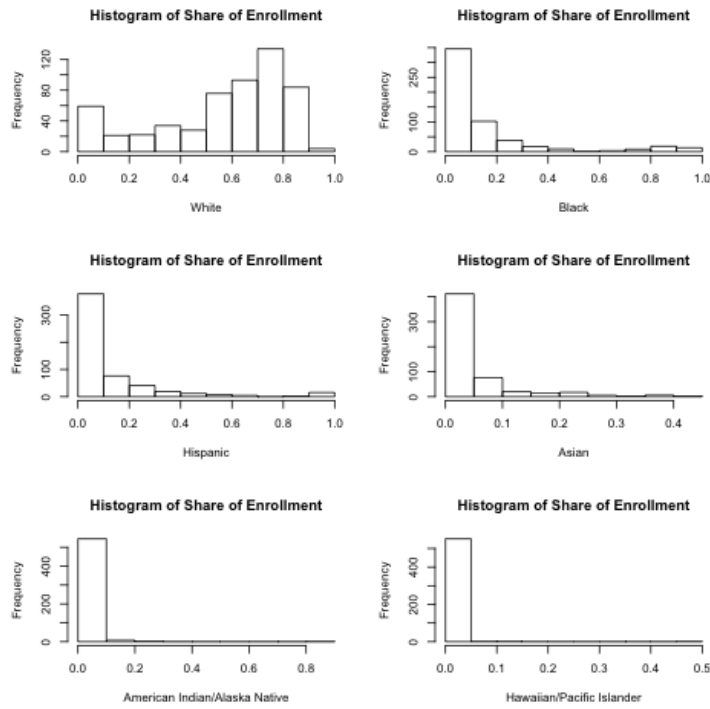 Histogram of Share of Enrollment
Frequency
0 40 80 120
0.0 0.2 0.4 0.6 0.8 1.0
White
Histogram of Share of Enrollment
Frequency
0 100 250
0.0 0.2 0.4 0.6 0.8 1.0
Black
Histogram of Share of Enrollment
Frequency
0 100 300
0.0 0.2 0.4 0.6 0.8 1.0
Hispanic
Histogram of Share of Enrollment
Frequency
0 100 300
0.0 0.1 0.2 0.3 0.4
Asian
Histogram of Share of Enrollment
Frequency
0 200 400
0.0 0.2 0.4 0.6 0.8
American Indian/Alaska Native
Histogram of Share of Enrollment
Frequency
0 200 400
0.0 0.1 0.2 0.3 0.4 0.5
Hawaiian/Pacific Islander